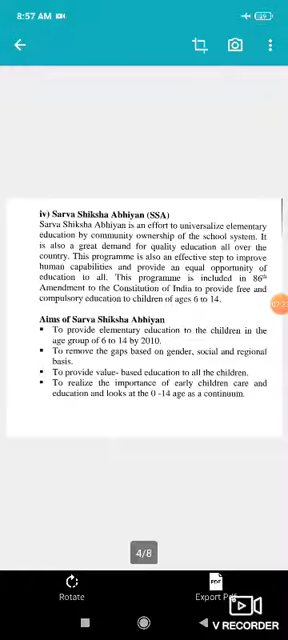 8:57 AM
iv) Sarva Shiksha Abhiyan (SSA)
Sarva Shiksha Abhiyan is an effort to universalize elementary
education by community ownership of the school system. It
is also a great demand for quality education all over the
country. This programme is also an effective step to improve
human capabilities and provide an equal opportunity of
education to all. This programme is included in 86th
Amendment to the Constitution of India to provide free and
compulsory education to children of ages 6 to 14.
Aims of Sarva Shiksha Abhiyan
▪ To provide elementary education to the children in the
age group of 6 to 14 by 2010.
▪ To remove the gaps based on gender, social and regional
basis.
▪ To provide value- based education to all the children.
▪ To realize the importance of early children care and
education and looks at the 0 -14 age as a continuum.
4/8
Rotate
Export Pdf
V RECORDER